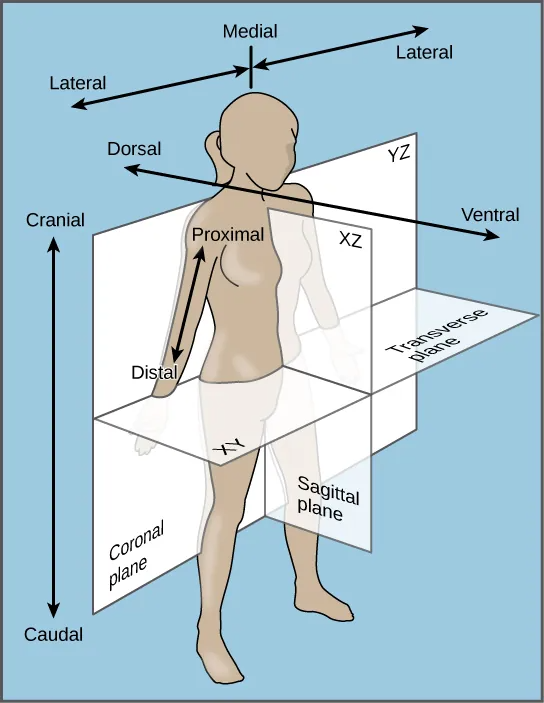 Medial
Lateral
Lateral
Dorsal
YZ
Cranial
Ventral
Proximal
XZ
Transverse
plane
Distal
XY
Sagittal
plane
Coronal
plane
Caudal